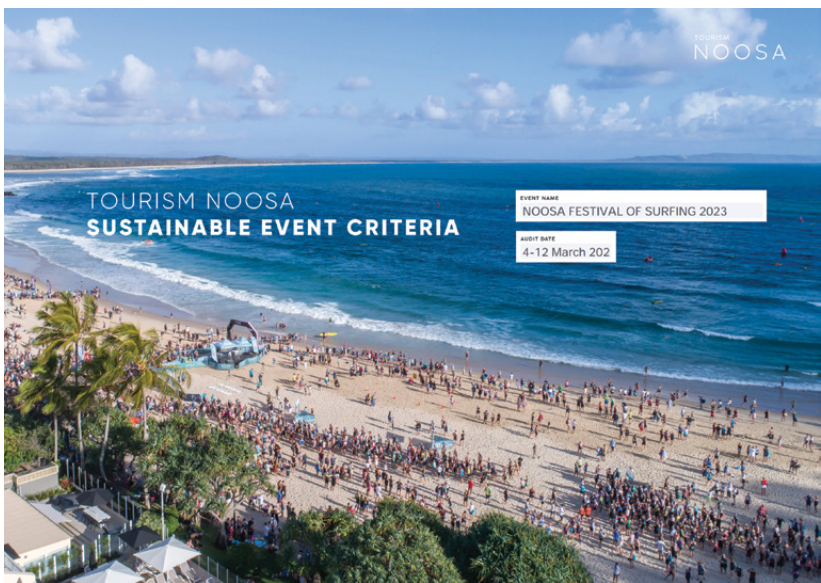 TOURISM
NOOSA
TOURISM NOOSA
SUSTAINABLE EVENT CRITERIA
EVENT NAME
NOOSA FESTIVAL OF SURFING 2023
AUDIT DATE
4-12 March 202